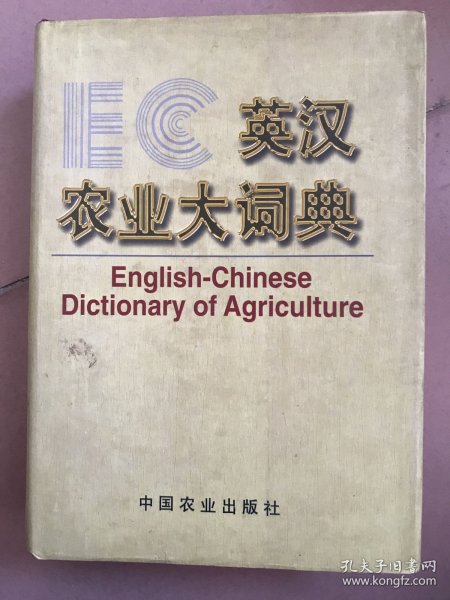 EC 英汉
农业大词典
English-Chinese
Dictionary of Agriculture
中国农业出版社
孔夫子旧书网
www.kongfz.com